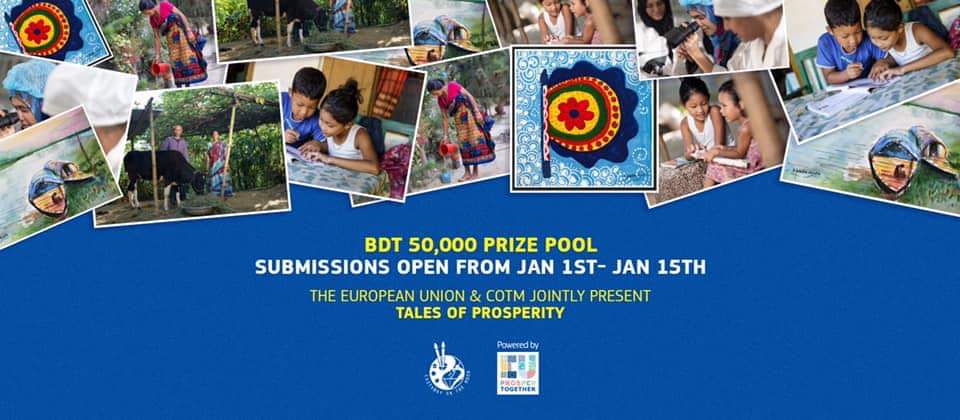 BDT 50,000 PRIZE POOL
SUBMISSIONS OPEN FROM JAN 1ST- JAN 15TH
THE EUROPEAN UNION & COTM JOINTLY PRESENT
TALES OF PROSPERITY
Powered by
EU
PROSPER
TOGETHER